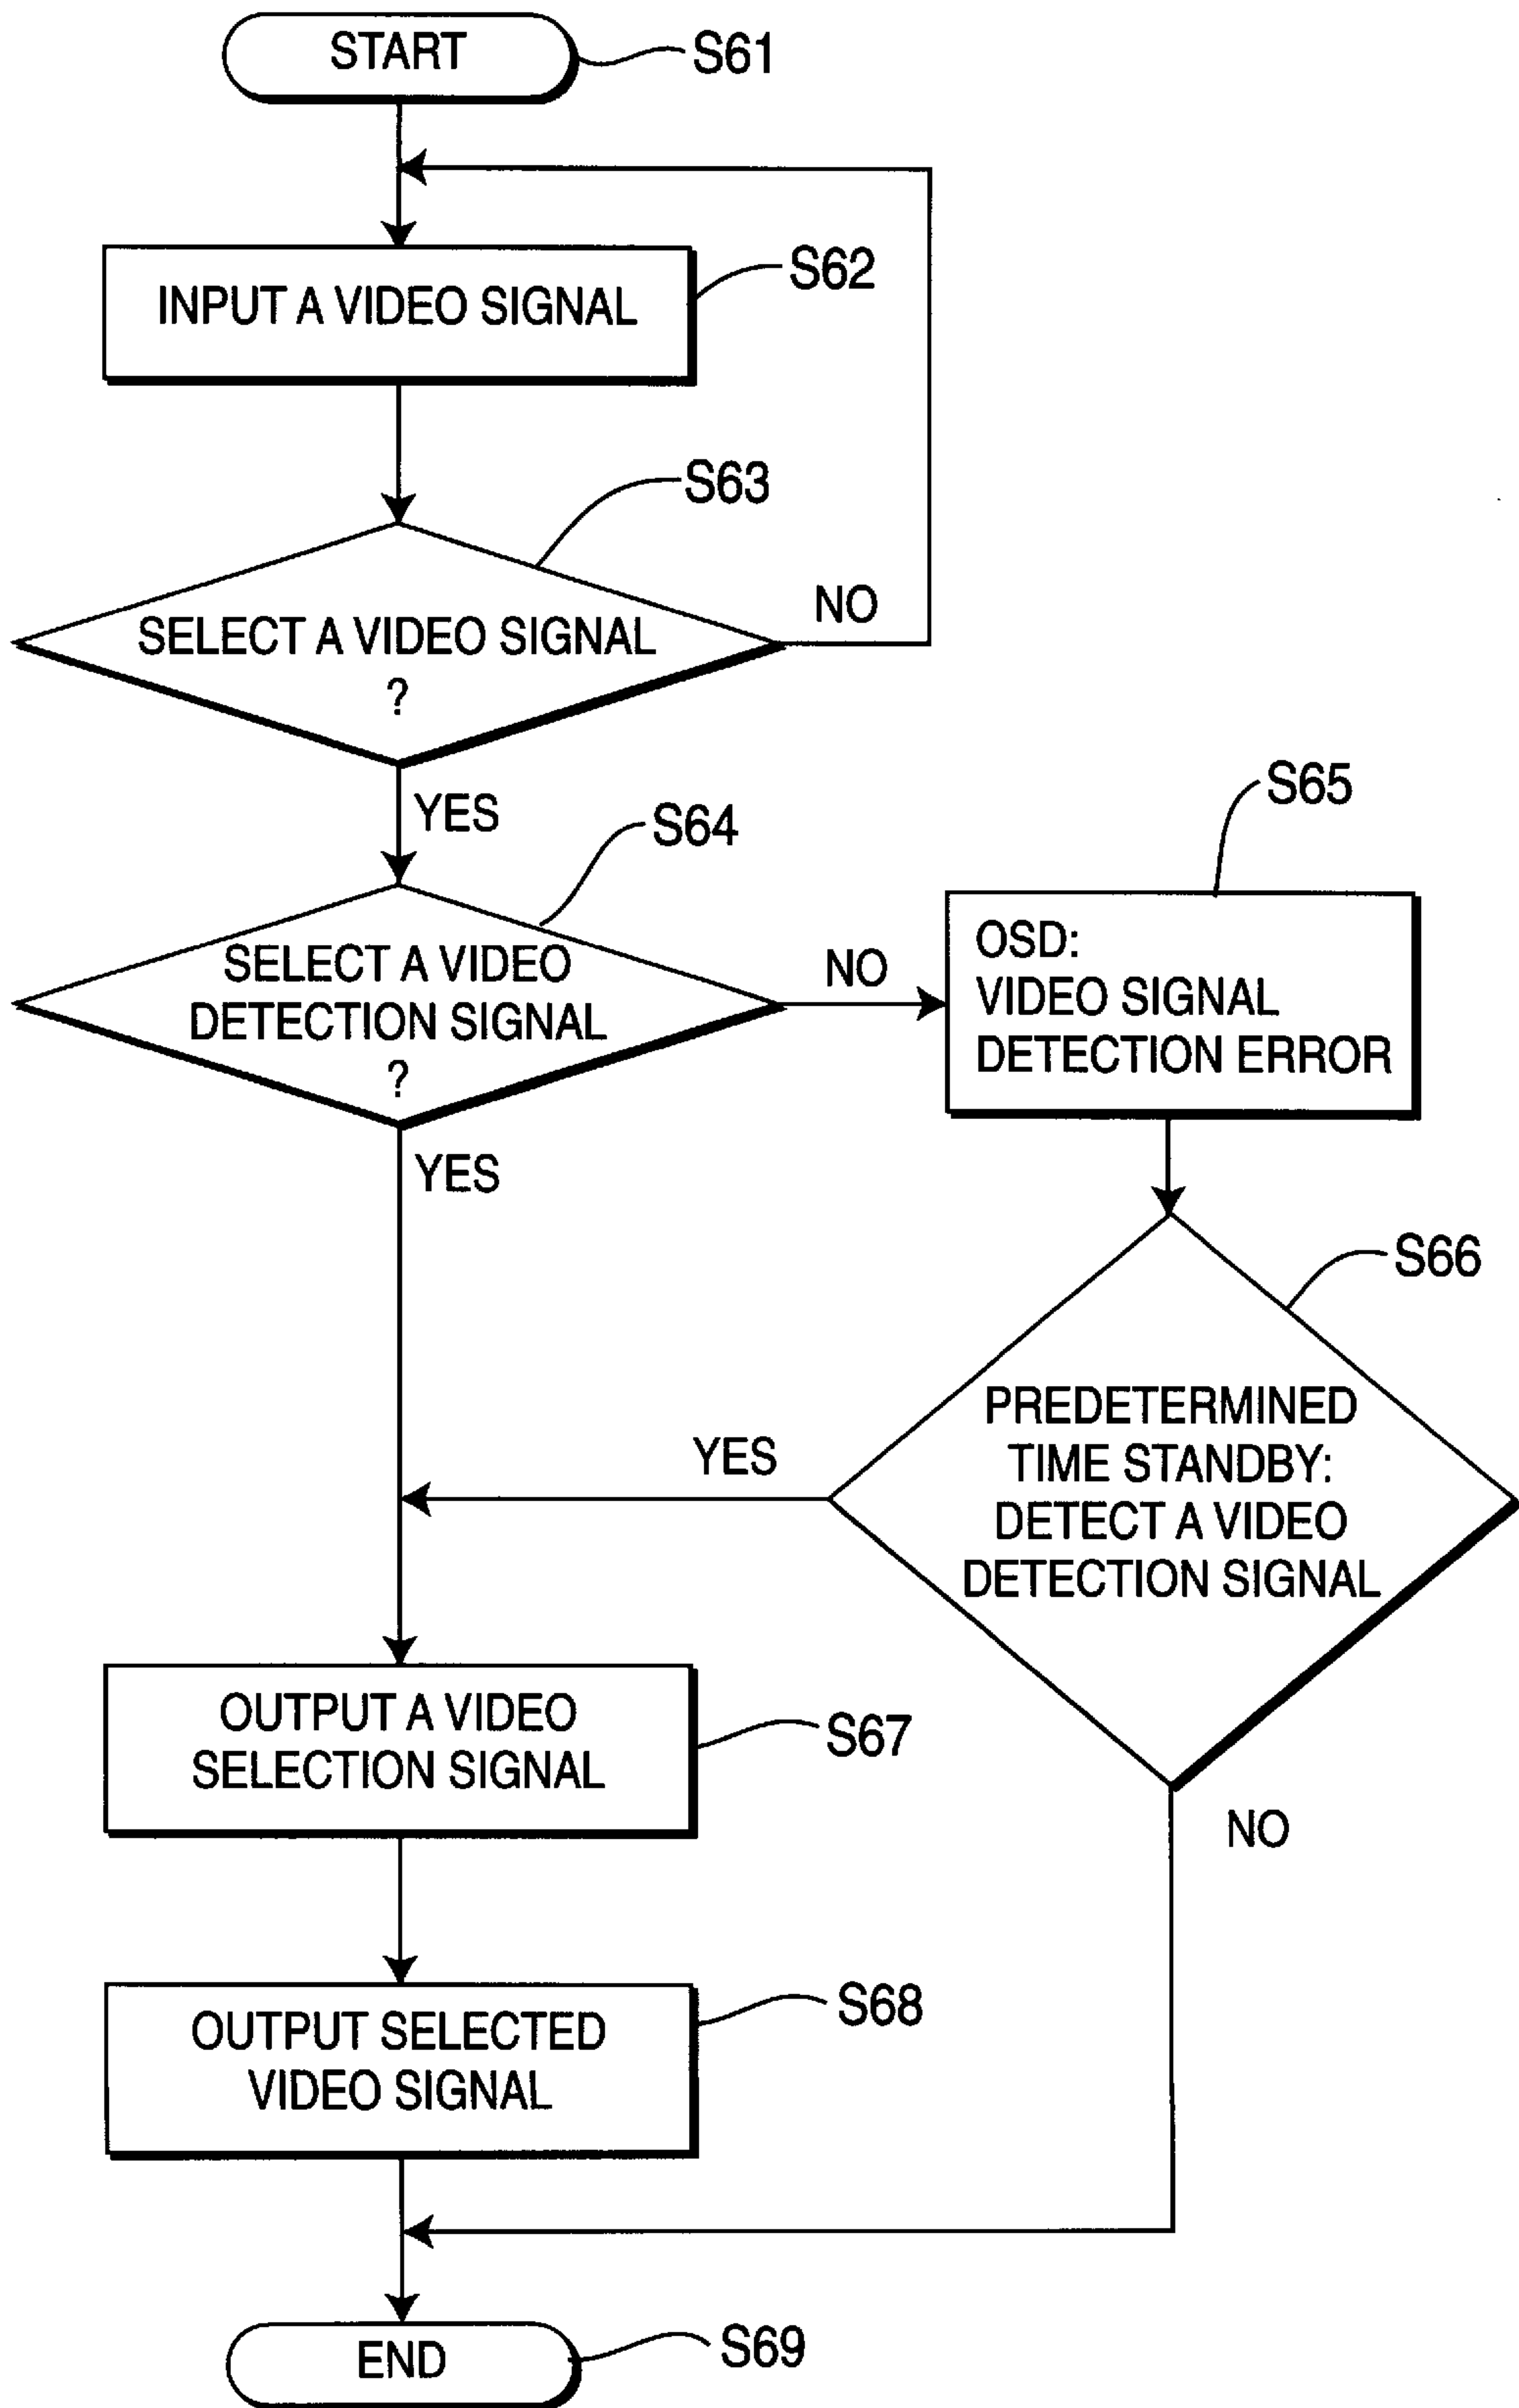 START
S61
INPUT A VIDEO SIGNAL
S62
S63
SELECT A VIDEO SIGNAL
?
NO
YES
S64
SELECT A VIDEO
DETECTION SIGNAL
?
NO
YES
S65
OSD:
VIDEO SIGNAL
DETECTION ERROR
S66
PREDETERMINED
TIME STANDBY:
DETECT A VIDEO
DETECTION SIGNAL
YES
NO
OUTPUT A VIDEO
SELECTION SIGNAL
S67
OUTPUT SELECTED
VIDEO SIGNAL
S68
END
S69